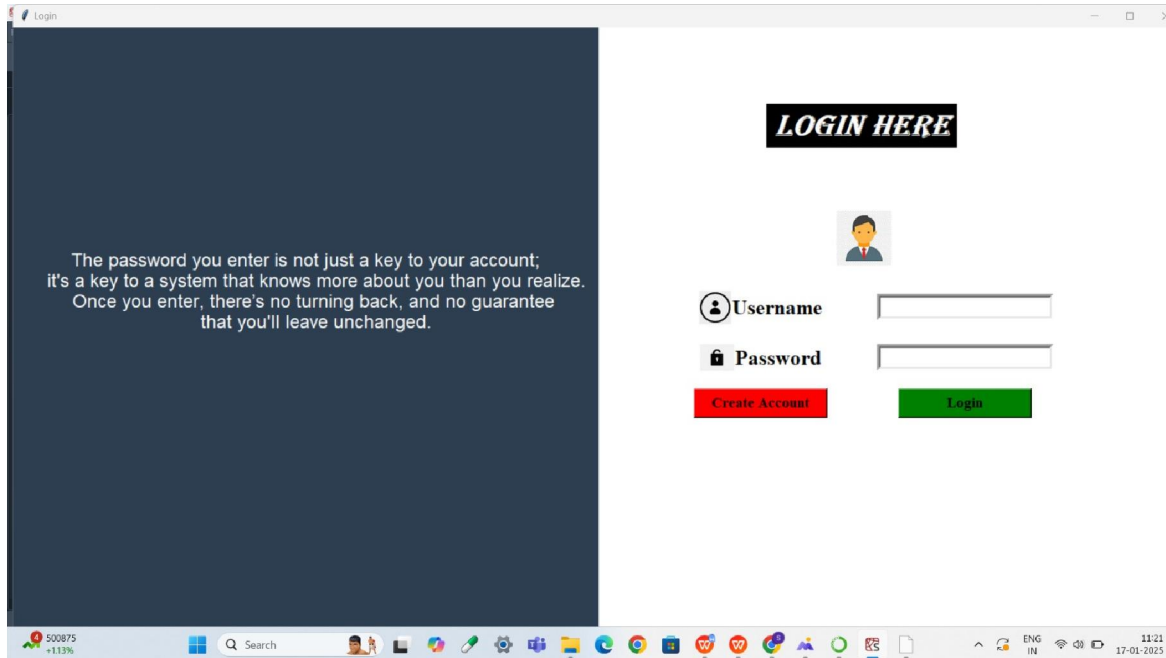 Login
LOGIN HERE
The password you enter is not just a key to your account;
it's a key to a system that knows more about you than you realize.
Once you enter, there's no turning back, and no guarantee
that you'll leave unchanged.
Username
Password
Create Account
Login
4
500875
+1.13%
Search
ENG
IN
11:21
17-01-2025